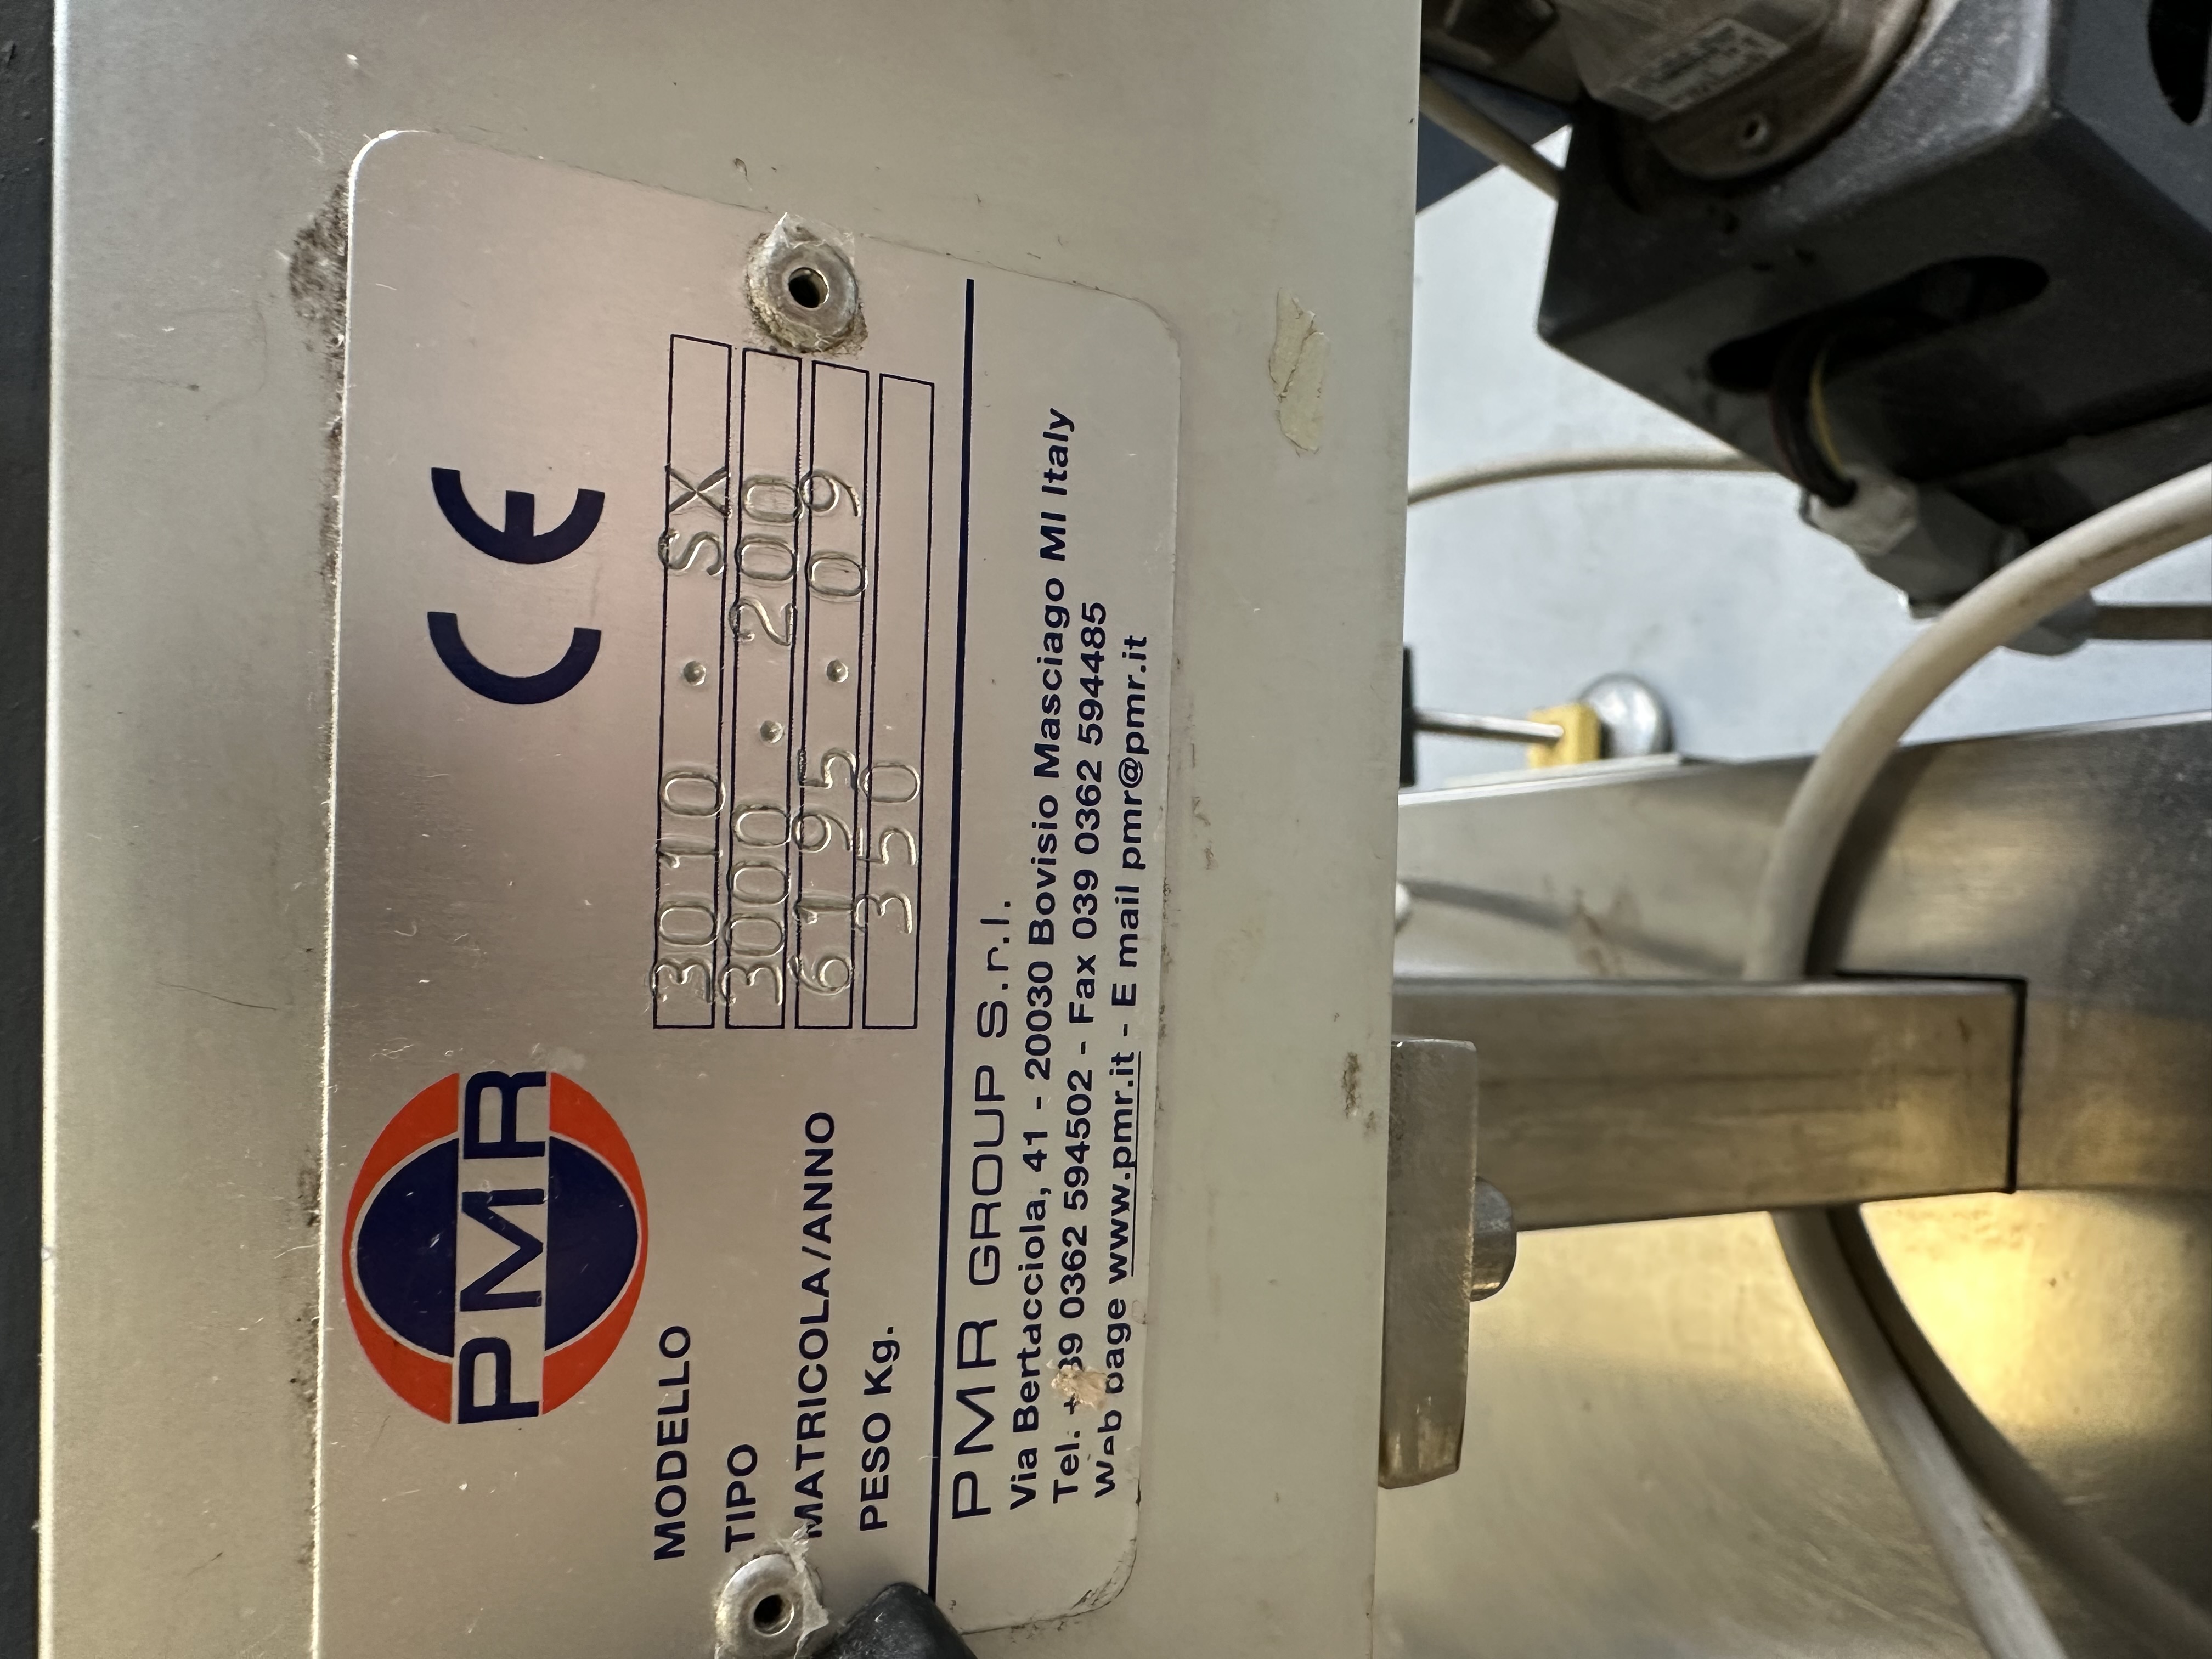 PMR CE
MODELLO 3010 . SX
TIPO 3000 . 200
MATRICOLA/ANNO 6195 . 09
PESO Kg. 350
PMR GROUP S.r.l.
Via Bertacciola, 41 - 20030 Bovisio Masciago MI Italy
Tel. +39 0362 594502 - Fax 039 0362 594485
Web page www.pmr.it - E mail pmr@pmr.it